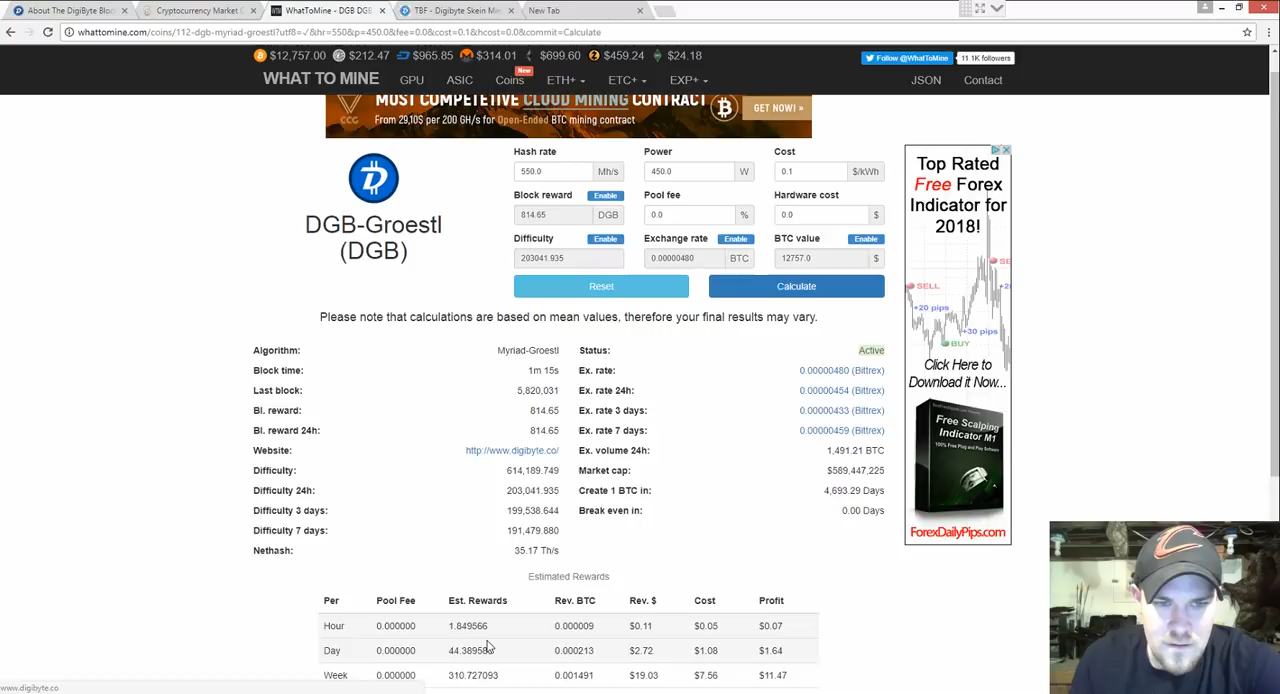 About The DigiByte Bloc
Cryptocurrency Market C
WhatToMine - DGB DGB
TBF - Digibyte Skein Min
New Tab
whattomine.com/coins/112-dgb-myriad-groestl?utf8=✓&hr=550&p=450.0&fee=0.0&cost=0.1&hcost=0.0&commit=Calculate
$12,757.00 $212.47 $965.85 $314.01 $699.60 $459.24 $24.18
Follow @WhatToMine 11.1K followers
WHAT TO MINE GPU ASIC Coins New ETH+ ETC+ EXP+ JSON Contact
CCG
MOST COMPETETIVE CLOUD MINING CONTRACT
From 29,10$ per 200 GH/s for Open-Ended BTC mining contract
GET NOW! »
DGB-Groestl
(DGB)
Hash rate Power Cost
550.0 Mh/s 450.0 W 0.1 $/kWh
Block reward Enable Pool fee Hardware cost
814.65 DGB 0.0 % 0.0 $
Difficulty Enable Exchange rate Enable BTC value Enable
203041.935 0.00000480 BTC 12757.0 $
Reset Calculate
Please note that calculations are based on mean values, therefore your final results may vary.
Algorithm: Myriad-Groestl Status: Active
Block time: 1m 15s Ex. rate: 0.00000480 (Bittrex)
Last block: 5,820,031 Ex. rate 24h: 0.00000454 (Bittrex)
Bl. reward: 814.65 Ex. rate 3 days: 0.00000433 (Bittrex)
Bl. reward 24h: 814.65 Ex. rate 7 days: 0.00000459 (Bittrex)
Website: http://www.digibyte.co/ Ex. volume 24h: 1,491.21 BTC
Difficulty: 614,189.749 Market cap: $589,447,225
Difficulty 24h: 203,041.935 Create 1 BTC in: 4,693.29 Days
Difficulty 3 days: 199,538.644 Break even in: 0.00 Days
Difficulty 7 days: 191,479.880
Nethash: 35.17 Th/s
Estimated Rewards
Per Pool Fee Est. Rewards Rev. BTC Rev. $ Cost Profit
Hour 0.000000 1.849566 0.000009 $0.11 $0.05 $0.07
Day 0.000000 0.000213 $2.72 $1.08 $1.64
Week 0.000000 310.727093 0.001491 $19.03 $7.56 $11.47
www.digibyte.co
Top Rated
Free Forex
Indicator for
2018!
SELL
+20 pips
+30 pips
BUY
Click Here to
Download it Now...
Free Scalping
Indicator M1
ForexDailyPips.com